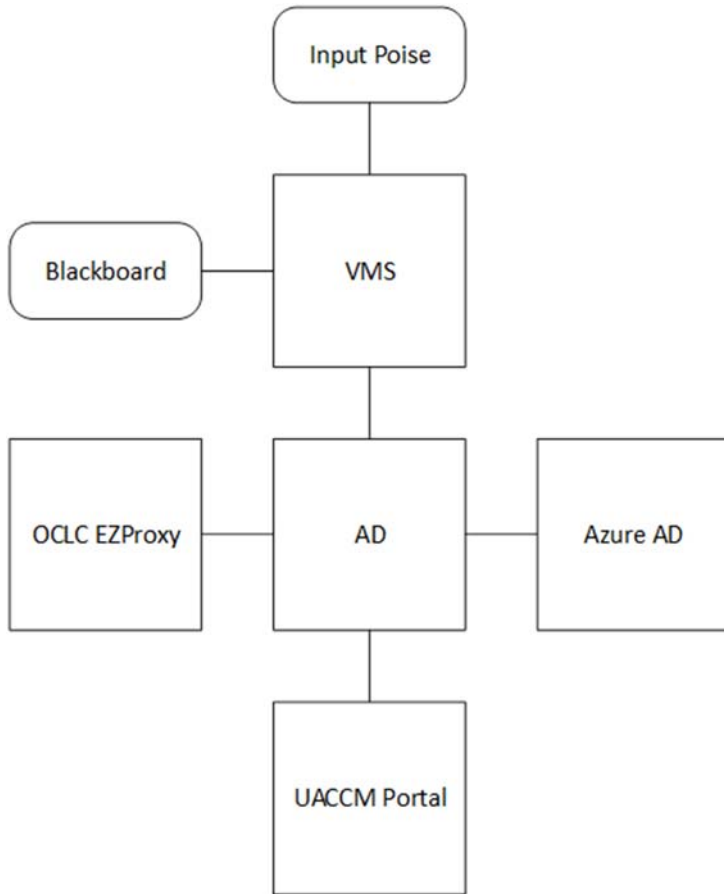 Input Poise
Blackboard
VMS
OCLC EZProxy
AD
Azure AD
UACCM Portal